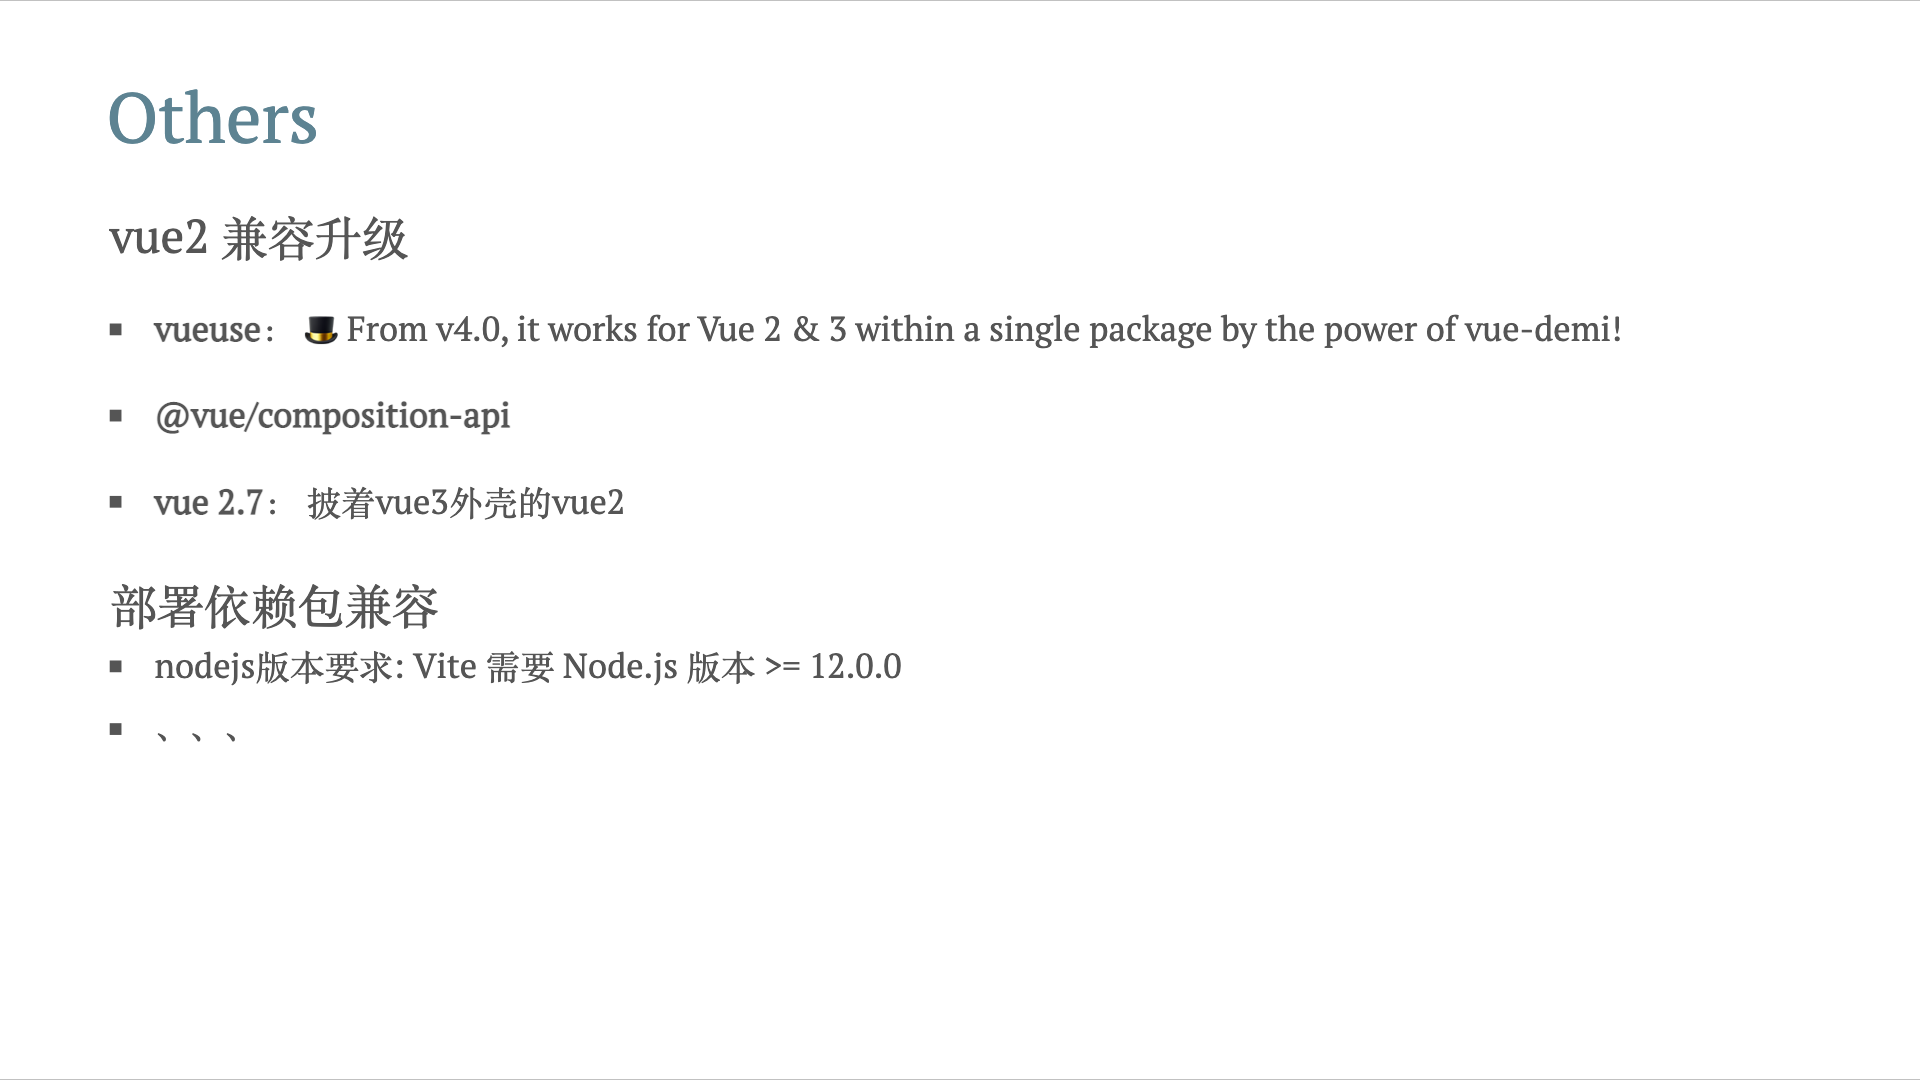 Others
vue2 兼容升级
▪ vueuse： 🎩 From v4.0, it works for Vue 2 & 3 within a single package by the power of vue-demi!
▪ @vue/composition-api
▪ vue 2.7： 披着vue3外壳的vue2
部署依赖包兼容
▪ nodejs版本要求: Vite 需要 Node.js 版本 >= 12.0.0
▪ 、、、